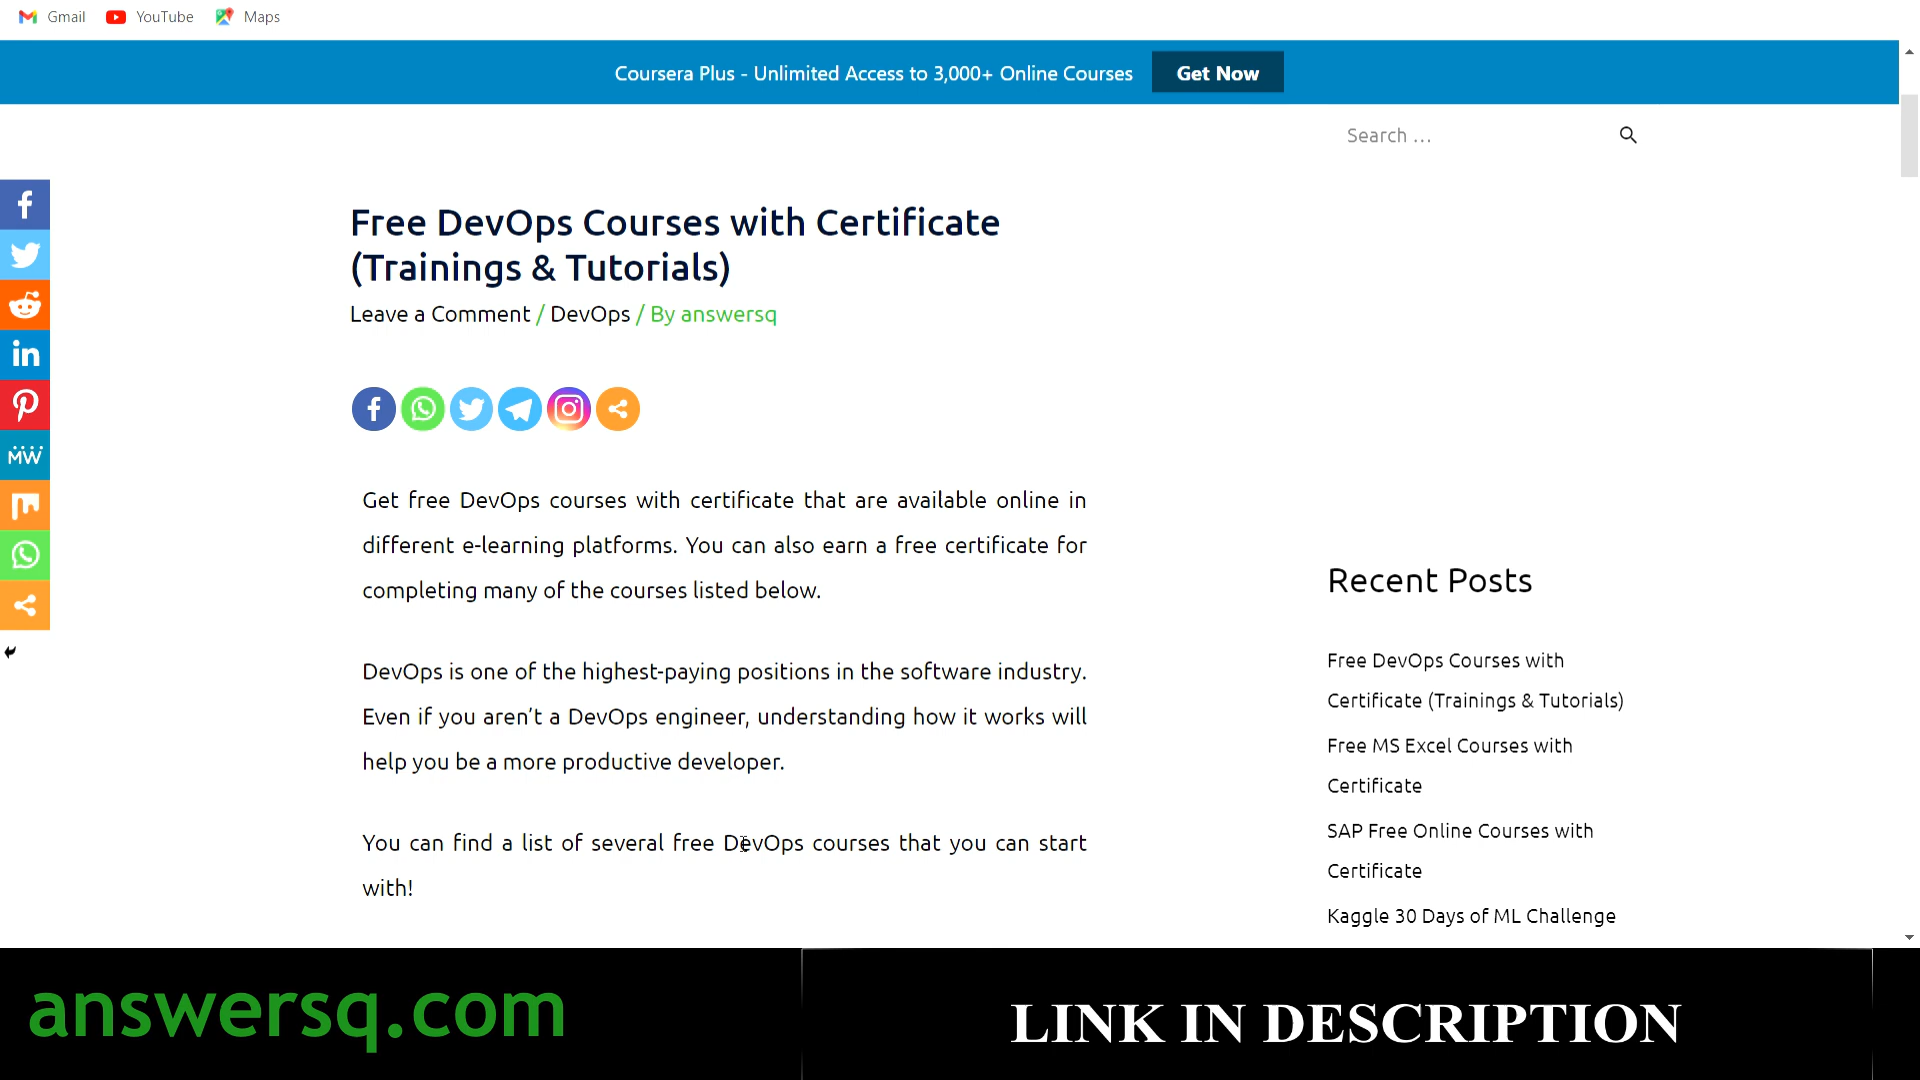 Gmail YouTube Maps
Coursera Plus - Unlimited Access to 3,000+ Online Courses Get Now
Search …
Free DevOps Courses with Certificate
(Trainings & Tutorials)
Leave a Comment / DevOps / By answersq
Get free DevOps courses with certificate that are available online in
different e-learning platforms. You can also earn a free certificate for
completing many of the courses listed below.
DevOps is one of the highest-paying positions in the software industry.
Even if you aren’t a DevOps engineer, understanding how it works will
help you be a more productive developer.
You can find a list of several free DevOps courses that you can start
with!
Recent Posts
Free DevOps Courses with
Certificate (Trainings & Tutorials)
Free MS Excel Courses with
Certificate
SAP Free Online Courses with
Certificate
Kaggle 30 Days of ML Challenge
answersq.com
LINK IN DESCRIPTION